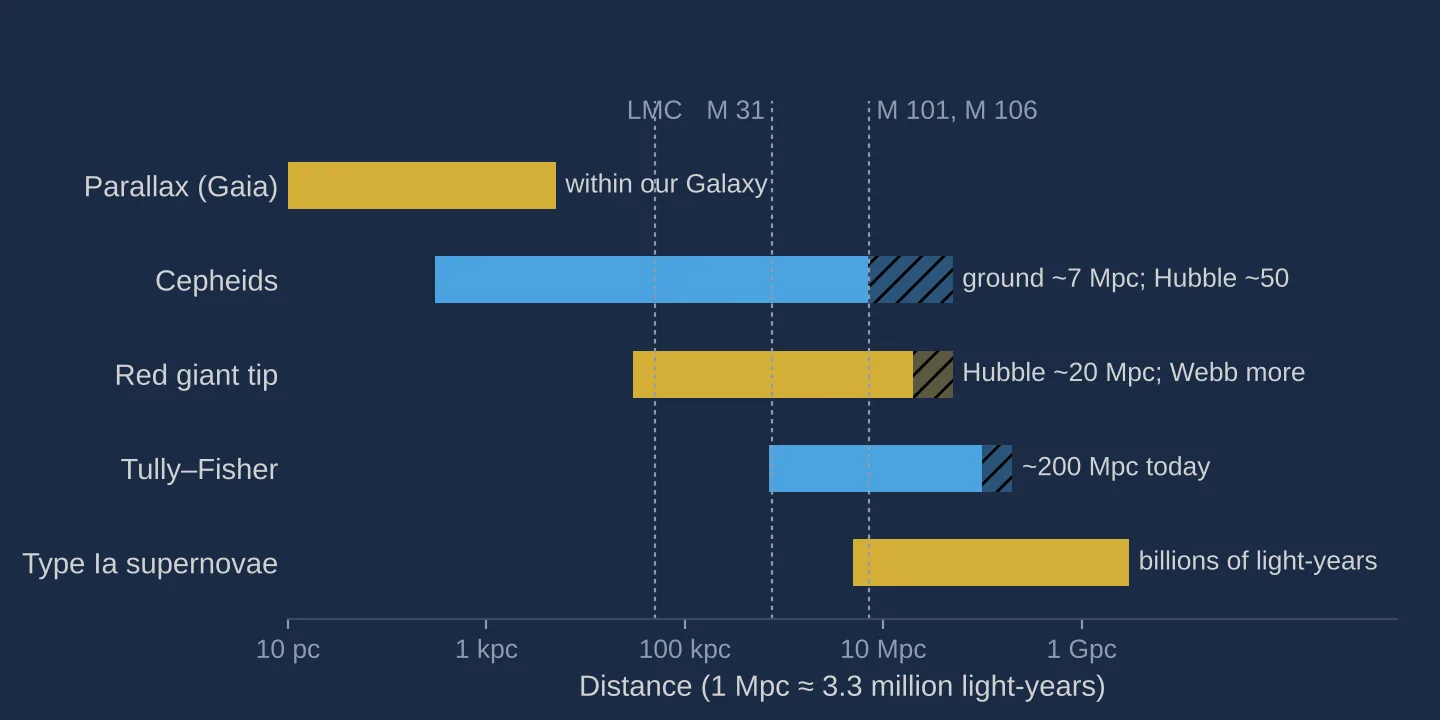 LMC M 31 M 101, M 106
Parallax (Gaia) within our Galaxy
Cepheids ground ~7 Mpc; Hubble ~50
Red giant tip Hubble ~20 Mpc; Webb more
Tully–Fisher ~200 Mpc today
Type Ia supernovae billions of light-years
10 pc 1 kpc 100 kpc 10 Mpc 1 Gpc
Distance (1 Mpc ≈ 3.3 million light-years)